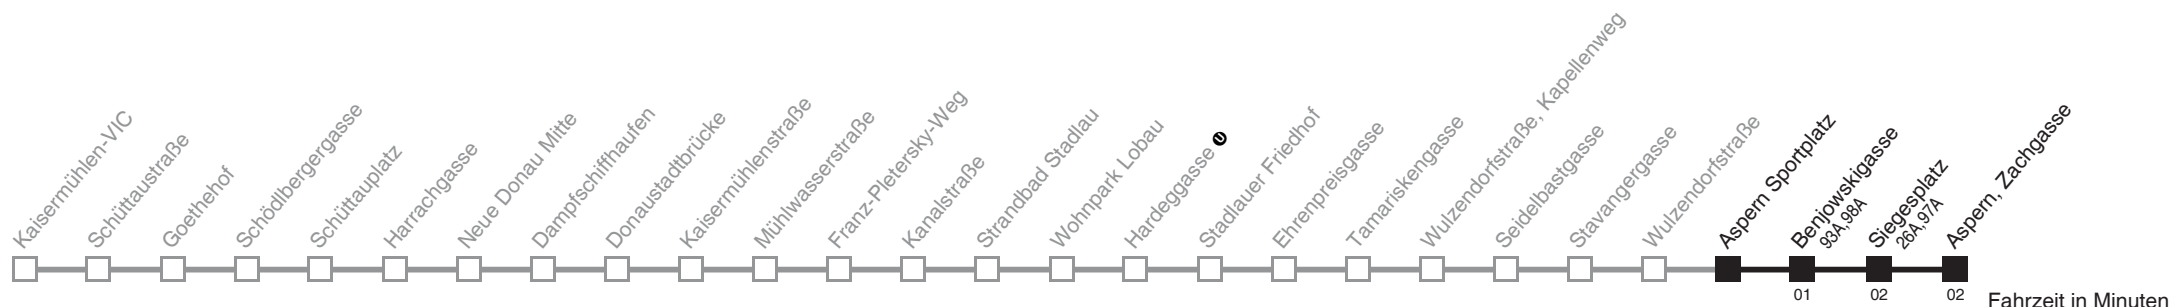 Kaisermühlen-VIC
Schüttaustraße
Goethehof
Schödlbergergasse
Schüttauplatz
Harrachgasse
Neue Donau Mitte
Dampfschiffhaufen
Donaustadtbrücke
Kaisermühlenstraße
Mühlwasserstraße
Franz-Pletersky-Weg
Kanalstraße
Strandbad Stadlau
Wohnpark Lobau
Hardeggasse U
Stadlauer Friedhof
Ehrenpreisgasse
Tamariskengasse
Wulzendorfstraße, Kapellenweg
Seidelbastgasse
Stavangergasse
Wulzendorfstraße
Aspern Sportplatz
Benjowskigasse
93A,98A
Siegesplatz
26A,97A
Aspern, Zachgasse
01
02
02
Fahrzeit in Minuten